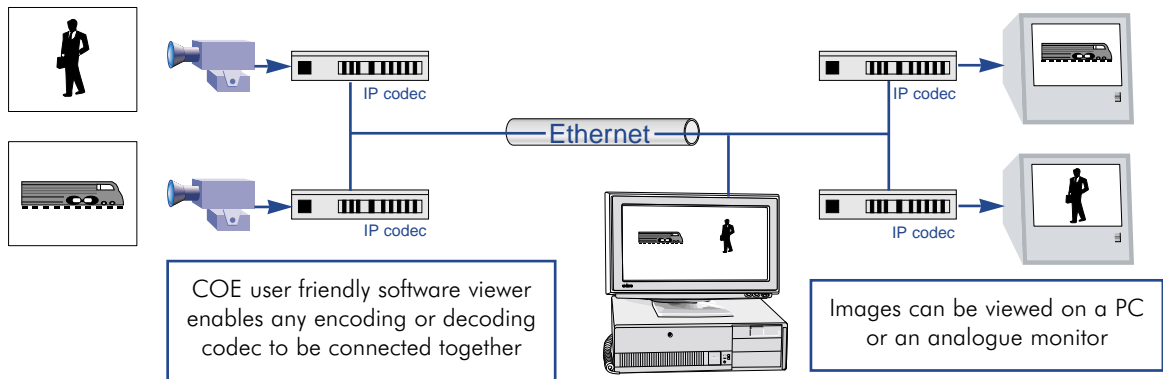 IP codec
IP codec
Ethernet
IP codec
IP codec
COE user friendly software viewer
enables any encoding or decoding
codec to be connected together
Images can be viewed on a PC
or an analogue monitor